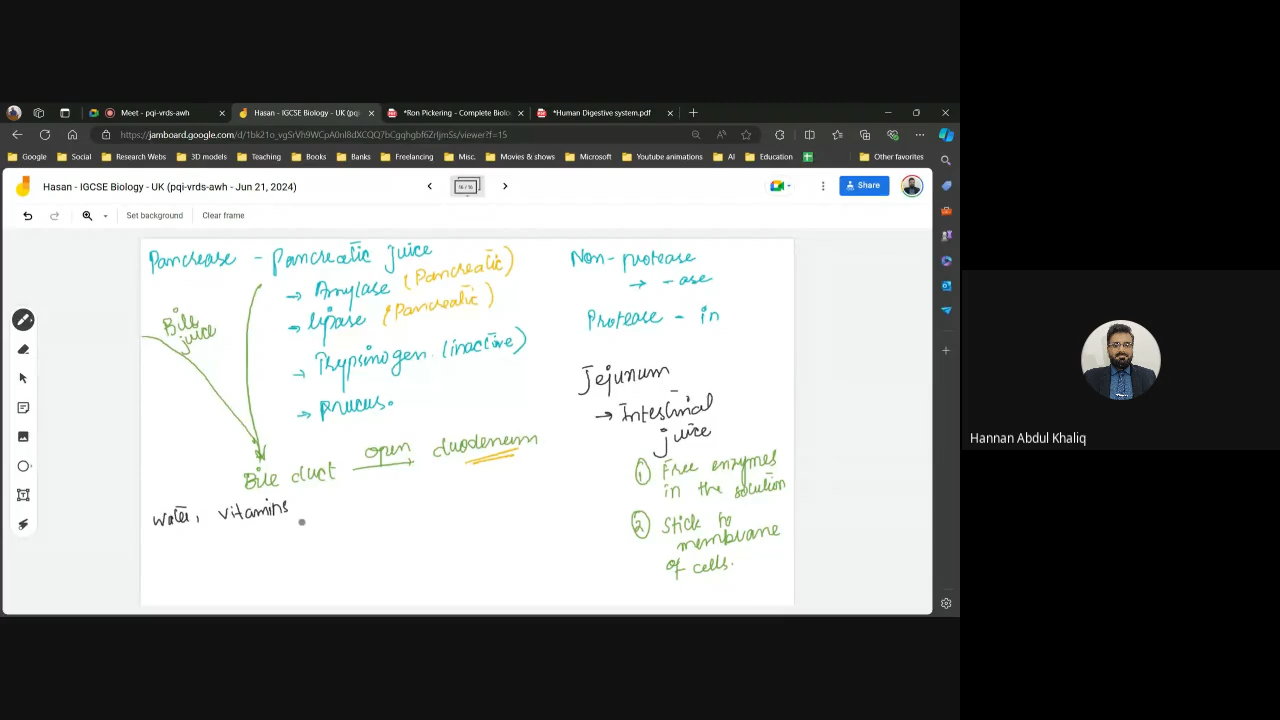 Meet - pqi-vrds-awh
Hasan - IGCSE Biology - UK (pqi
*Ron Pickering - Complete Biolo
*Human Digestive system.pdf
https://jamboard.google.com/d/1bk21o_vgSrVh9WCpA0nl8dXCQQ7bCgqhgbf6ZrIjmSs/viewer?f=15
Google Social Research Webs 3D models Teaching Books Banks Freelancing Misc. Movies & shows Microsoft Youtube animations AI Education Other favorites
Hasan - IGCSE Biology - UK (pqi-vrds-awh - Jun 21, 2024)
16 / 16
Share
Set background
Clear frame
Pancrease - Pancreatic juice
→ Amylase (Pancreatic)
→ lipase (Pancreatic)
→ Trypsinogen (inactive)
→ Mucus.
Bile
juice
Bile duct open duodenum
water, vitamins
Non-protease
→ -ase
Protease - in
Jejunum
→ Intestinal
juice
① Free enzymes
in the solution
② Stick to
membrane
of cells.
Hannan Abdul Khaliq